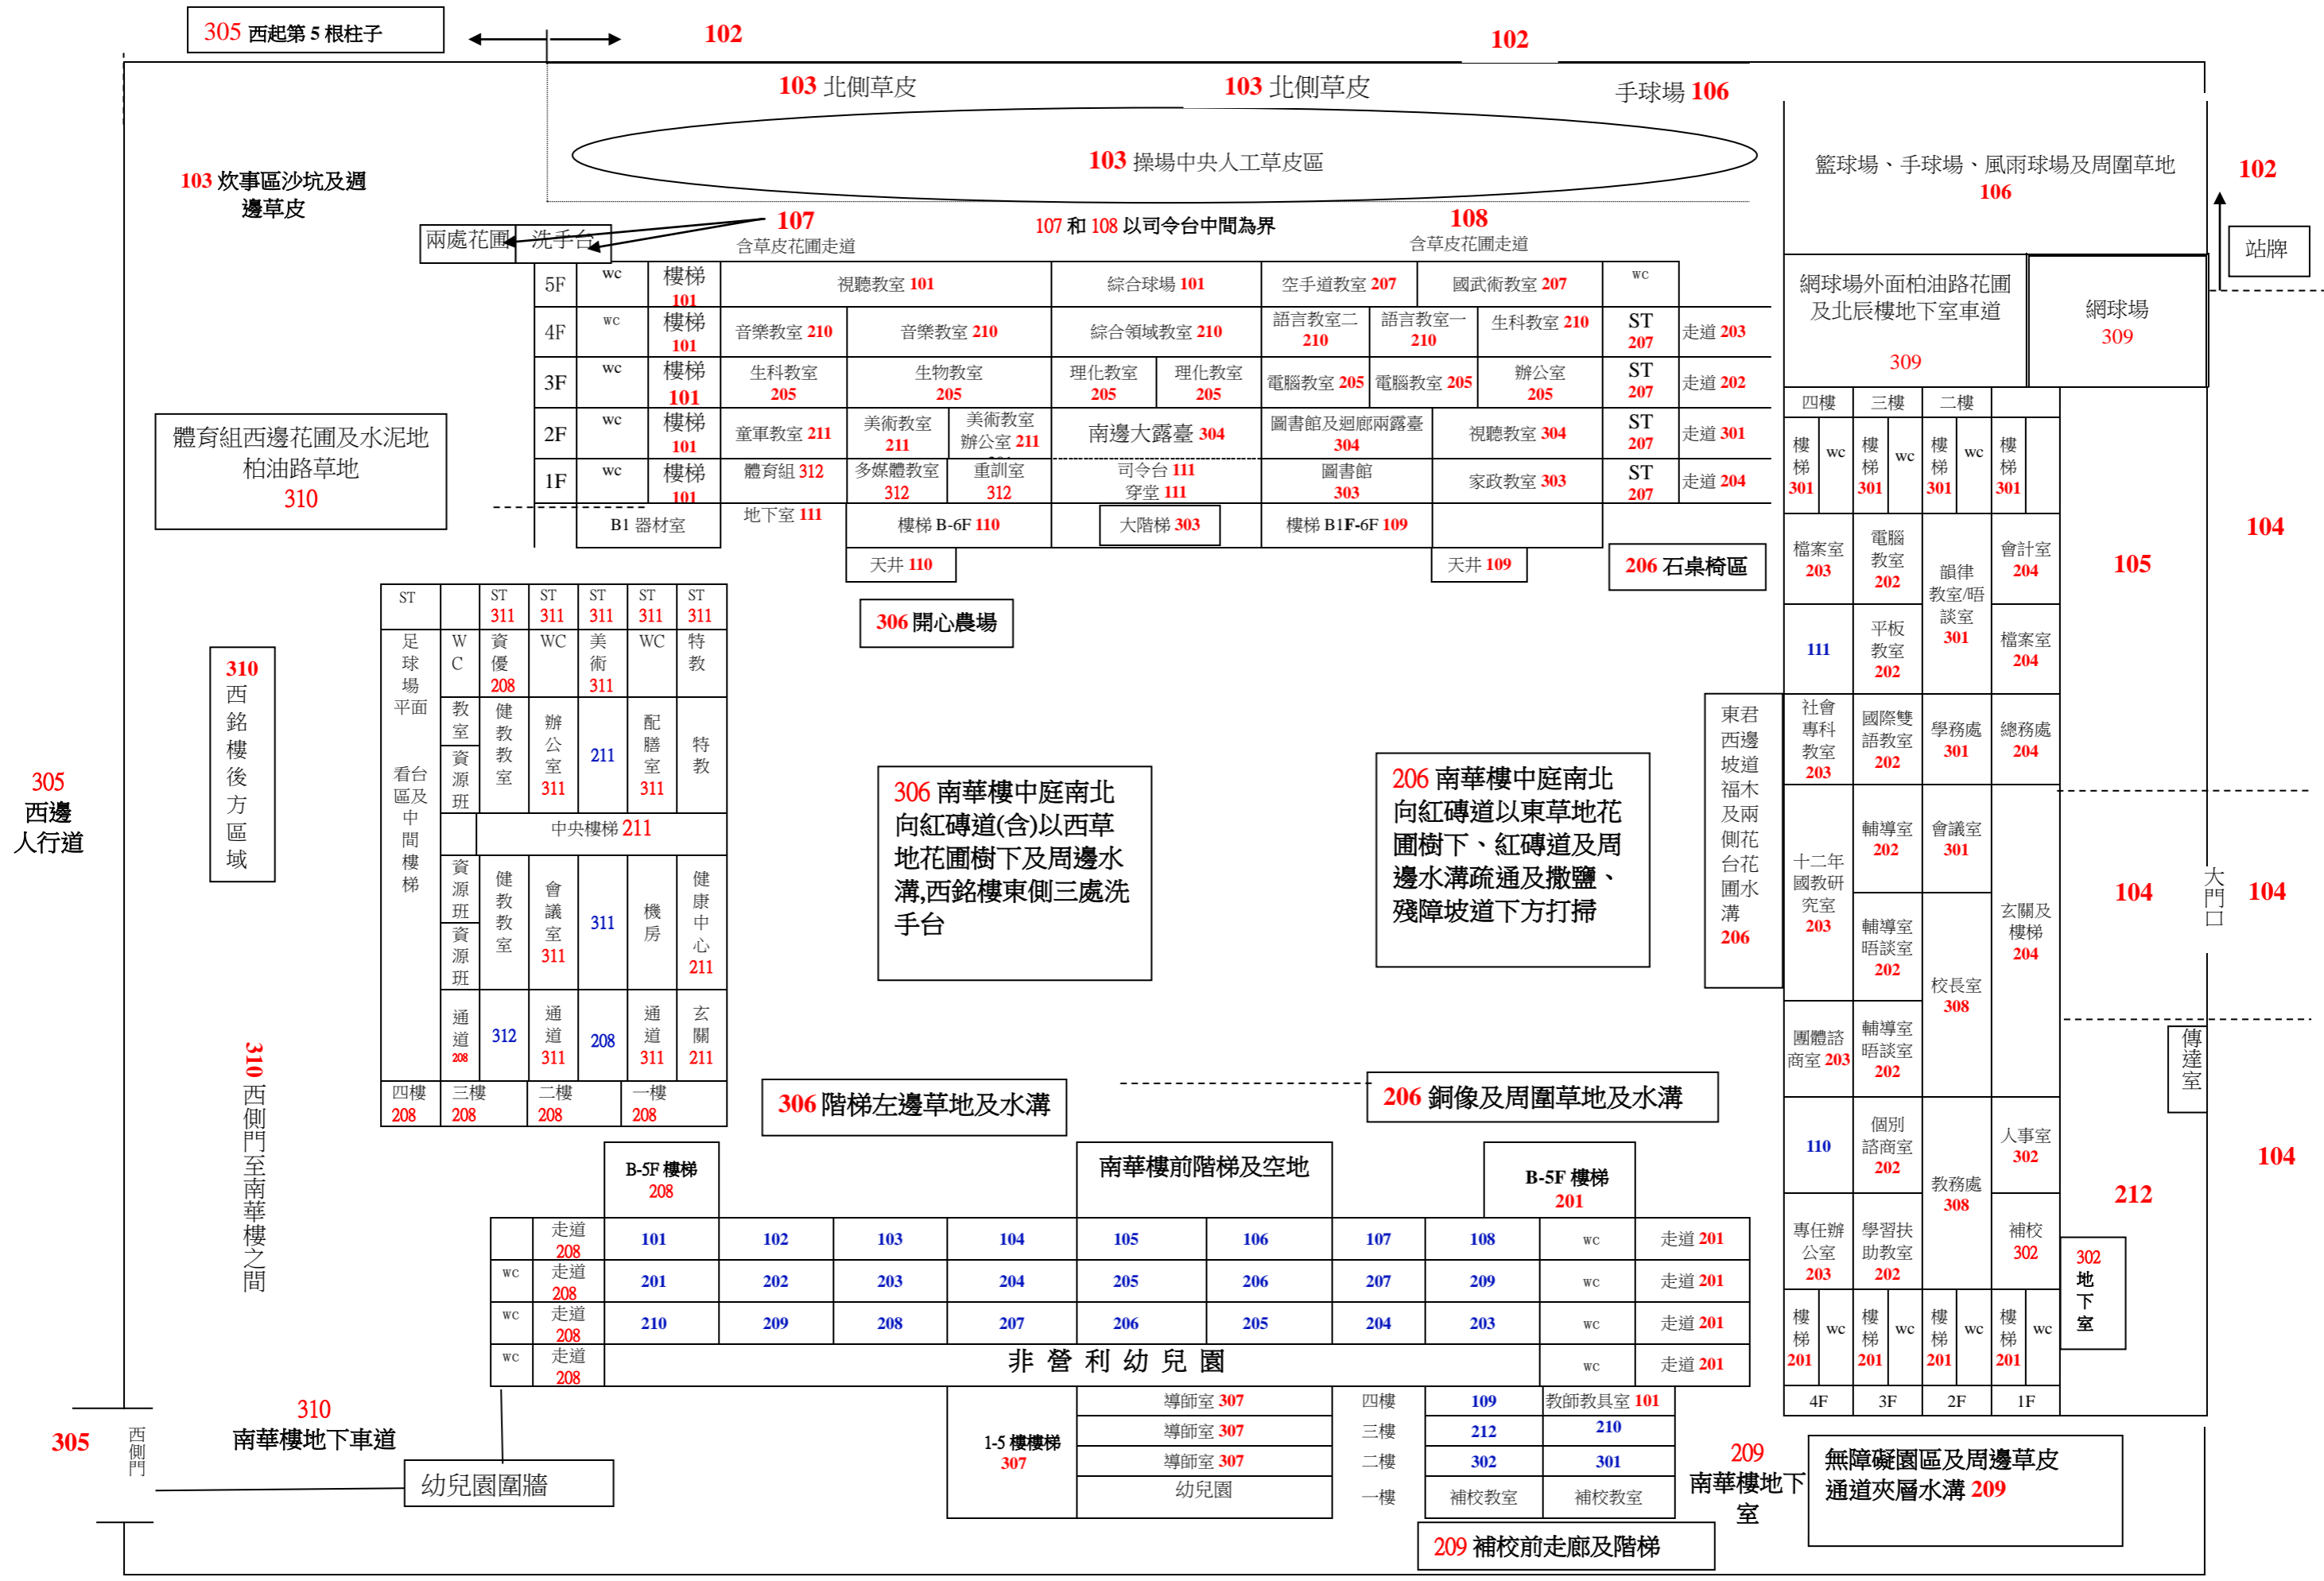 305 西起第 5 根柱子
102
102
103 北側草皮
103 北側草皮
手球場 106
103 操場中央人工草皮區
103 炊事區沙坑及週
邊草皮
籃球場、手球場、風雨球場及周圍草地
106
102
站牌
兩處花圃
洗手台
107
含草皮花圃走道
107 和 108 以司令台中間為界
108
含草皮花圃走道
5F
wc
樓梯
101
視聽教室 101
綜合球場 101
空手道教室 207
國武術教室 207
wc
4F
wc
樓梯
101
音樂教室 210
音樂教室 210
綜合領域教室 210
語言教室二
210
語言教室一
210
生科教室 210
ST
207
走道 203
3F
wc
樓梯
101
生科教室
205
生物教室
205
理化教室
205
理化教室
205
電腦教室 205
電腦教室 205
辦公室
205
ST
207
走道 202
2F
wc
樓梯
101
童軍教室 211
美術教室
211
美術教室
辦公室 211
南邊大露臺 304
圖書館及迴廊兩露臺
304
視聽教室 304
ST
207
走道 301
1F
wc
樓梯
101
體育組 312
多媒體教室
312
重訓室
312
司令台 111
穿堂 111
圖書館
303
家政教室 303
ST
207
走道 204
B1 器材室
地下室 111
樓梯 B-6F 110
大階梯 303
樓梯 B1F-6F 109
天井 110
天井 109
206 石桌椅區
306 開心農場
體育組西邊花圃及水泥地
柏油路草地
310
網球場外面柏油路花圃
及北辰樓地下室車道
309
網球場
309
四樓
三樓
二樓
樓梯
301
wc
樓梯
301
wc
樓梯
301
wc
樓梯
301
檔案室
203
電腦
教室
202
韻律
教室/晤
談室
301
會計室
204
111
平板
教室
202
檔案室
204
社會
專科
教室
203
國際雙
語教室
202
學務處
301
總務處
204
十二年
國教研
究室
203
輔導室
202
會議室
301
玄關及
樓梯
204
輔導室
晤談室
202
校長室
308
團體諮
商室 203
輔導室
晤談室
202
110
個別
諮商室
202
教務處
308
人事室
302
專任辦
公室
203
學習扶
助教室
202
補校
302
樓梯
201
wc
樓梯
201
wc
樓梯
201
wc
樓梯
201
wc
4F
3F
2F
1F
105
104
104
104
大門口
傳達室
104
212
302
地下室
ST
ST
311
ST
311
ST
311
ST
311
ST
311
足球場平面
看台區及中間樓梯
WC
資優
208
WC
美術
311
WC
特教
教室
資源班
健教教室
辦公室
311
211
配膳室
311
特教
中央樓梯 211
資源班
資源班
健教教室
會議室
311
311
機房
健康中心
211
通道
208
312
通道
311
208
通道
311
玄關
211
四樓
208
三樓
208
二樓
208
一樓
208
310
西銘樓後方區域
305
西邊
人行道
306 南華樓中庭南北
向紅磚道(含)以西草
地花圃樹下及周邊水
溝,西銘樓東側三處洗
手台
206 南華樓中庭南北
向紅磚道以東草地花
圃樹下、紅磚道及周
邊水溝疏通及撒鹽、
殘障坡道下方打掃
東君西邊坡道福木及兩側花台花圃水溝
206
310 西側門至南華樓之間
306 階梯左邊草地及水溝
206 銅像及周圍草地及水溝
B-5F 樓梯
208
南華樓前階梯及空地
B-5F 樓梯
201
走道
208
101
102
103
104
105
106
107
108
wc
走道 201
wc
走道
208
201
202
203
204
205
206
207
209
wc
走道 201
wc
走道
208
210
209
208
207
206
205
204
203
wc
走道 201
wc
走道
208
非 營 利 幼 兒 園
wc
走道 201
1-5 樓樓梯
307
導師室 307
四樓
109
教師教具室 101
導師室 307
三樓
212
210
導師室 307
二樓
302
301
幼兒園
一樓
補校教室
補校教室
310
南華樓地下車道
305
西側門
幼兒園圍牆
209
南華樓地下
室
無障礙園區及周邊草皮
通道夾層水溝 209
209 補校前走廊及階梯